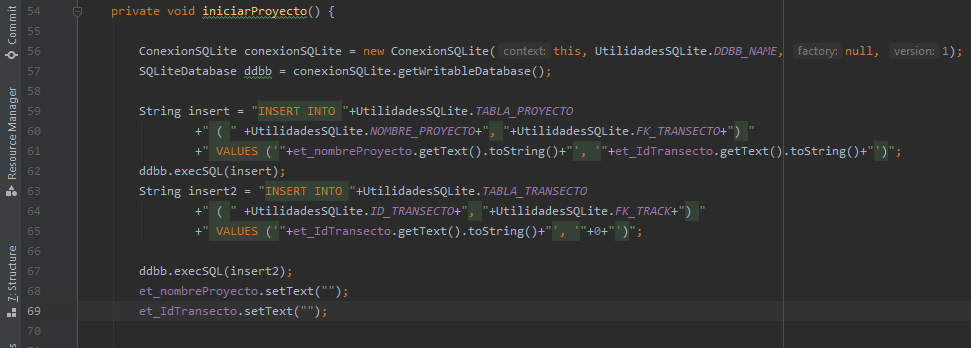 Commit
Resource Manager
Z: Structure
54 private void iniciarProyecto() {
55
56 ConexionSQLite conexionSQLite = new ConexionSQLite( context: this, UtilidadesSQLite.DDBB_NAME, factory: null, version: 1);
57 SQLiteDatabase ddbb = conexionSQLite.getWritableDatabase();
58
59 String insert = "INSERT INTO "+UtilidadesSQLite.TABLA_PROYECTO
60 +" ( " +UtilidadesSQLite.NOMBRE_PROYECTO+", "+UtilidadesSQLite.FK_TRANSECTO+") "
61 +" VALUES ('"+et_nombreProyecto.getText().toString()+"', '"+et_IdTransecto.getText().toString()+"')";
62 ddbb.execSQL(insert);
63 String insert2 = "INSERT INTO "+UtilidadesSQLite.TABLA_TRANSECTO
64 +" ( " +UtilidadesSQLite.ID_TRANSECTO+", "+UtilidadesSQLite.FK_TRACK+") "
65 +" VALUES ('"+et_IdTransecto.getText().toString()+"', '"+0+"')";
66
67 ddbb.execSQL(insert2);
68 et_nombreProyecto.setText("");
69 et_IdTransecto.setText("");
70